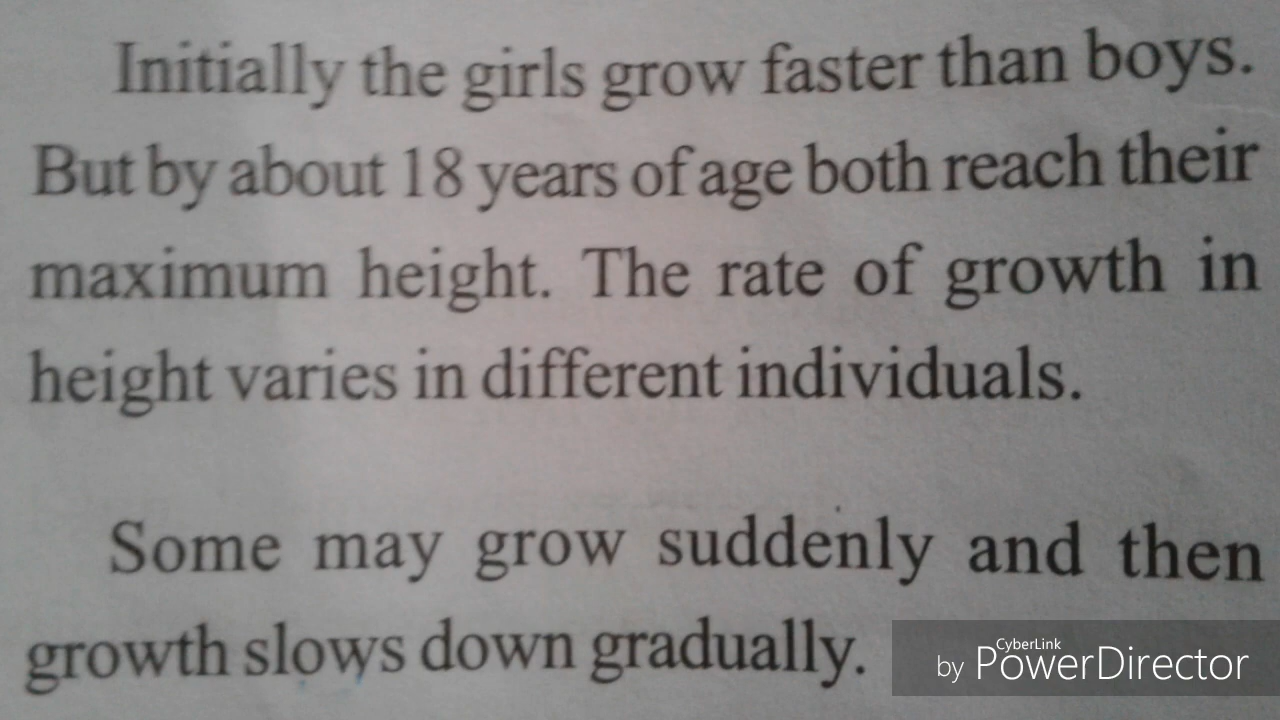 Initially the girls grow faster than boys.
But by about 18 years of age both reach their
maximum height. The rate of growth in
height varies in different individuals.
Some may grow suddenly and then
growth slows down gradually.
by CyberLink PowerDirector